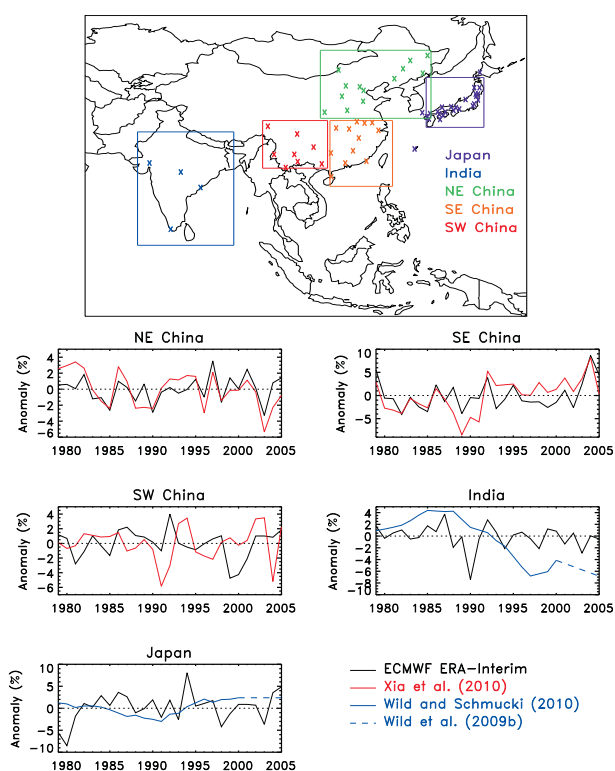 Japan
India
NE China
SE China
SW China
NE China
Anomaly (%)
4
2
0
−2
−4
−6
1980 1985 1990 1995 2000 2005
SE China
Anomaly (%)
10
5
0
−5
1980 1985 1990 1995 2000 2005
SW China
Anomaly (%)
4
2
0
−2
−4
−6
1980 1985 1990 1995 2000 2005
India
Anomaly (%)
4
2
0
−2
−4
−6
−8
−10
1980 1985 1990 1995 2000 2005
Japan
Anomaly (%)
10
5
0
−5
−10
1980 1985 1990 1995 2000 2005
ECMWF ERA−Interim
Xia et al. (2010)
Wild and Schmucki (2010)
Wild et al. (2009b)